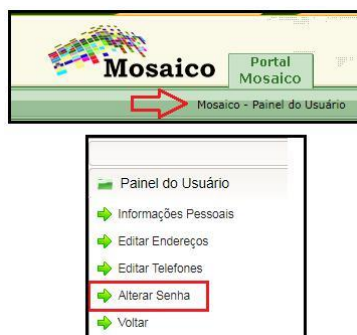 Mosaico
Portal
Mosaico
Mosaico - Painel do Usuário
Painel do Usuário
Informações Pessoais
Editar Endereços
Editar Telefones
Alterar Senha
Voltar